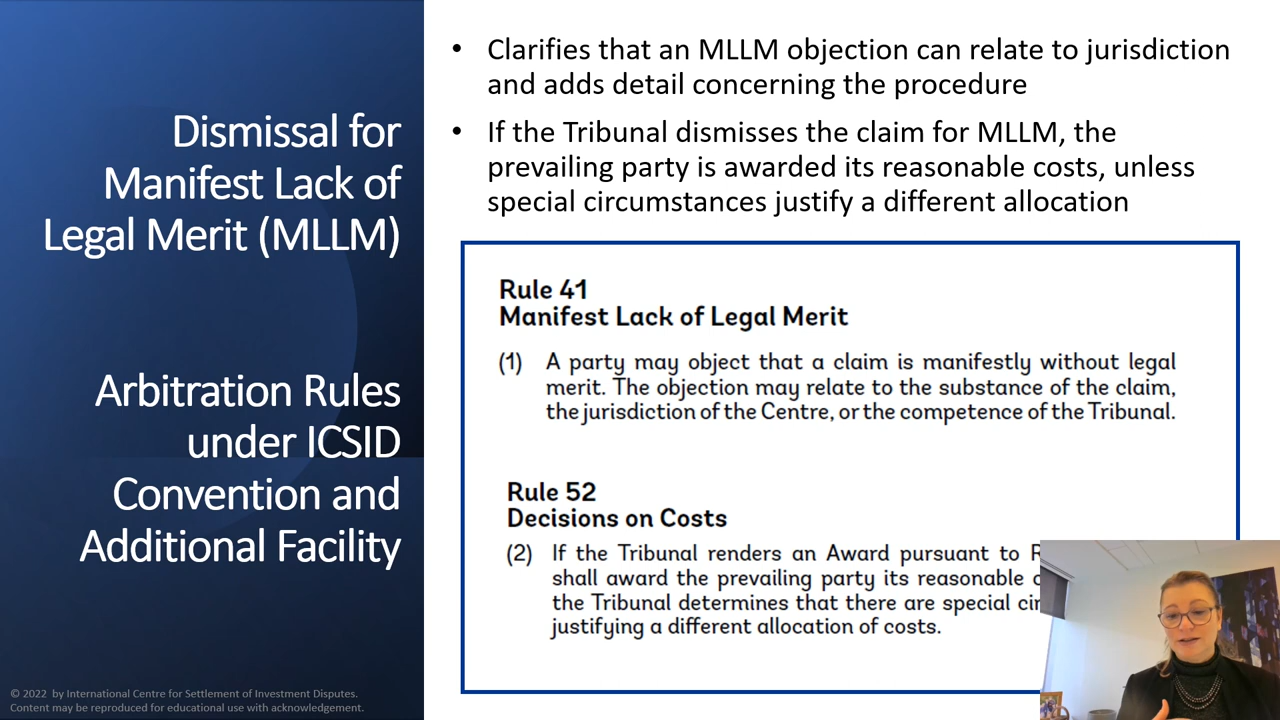 Dismissal for
Manifest Lack of
Legal Merit (MLLM)
Arbitration Rules
under ICSID
Convention and
Additional Facility
© 2022 by International Centre for Settlement of Investment Disputes.
Content may be reproduced for educational use with acknowledgement.
• Clarifies that an MLLM objection can relate to jurisdiction
and adds detail concerning the procedure
• If the Tribunal dismisses the claim for MLLM, the
prevailing party is awarded its reasonable costs, unless
special circumstances justify a different allocation
Rule 41
Manifest Lack of Legal Merit
(1) A party may object that a claim is manifestly without legal
merit. The objection may relate to the substance of the claim,
the jurisdiction of the Centre, or the competence of the Tribunal.
Rule 52
Decisions on Costs
(2) If the Tribunal renders an Award pursuant to
shall award the prevailing party its reasonable
the Tribunal determines that there are special
justifying a different allocation of costs.